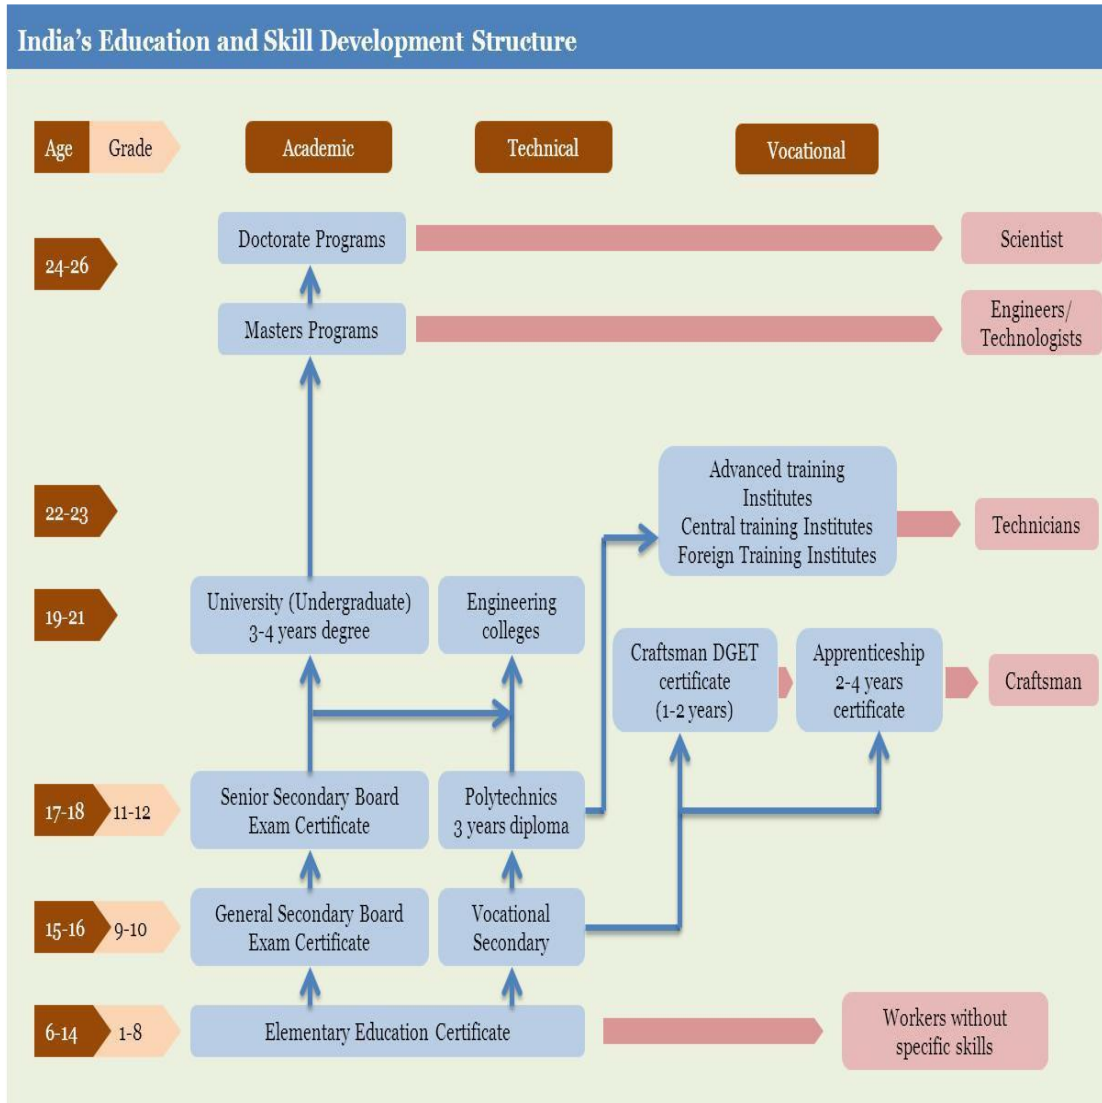 India's Education and Skill Development Structure
Age
Grade
Academic
Technical
Vocational
24-26
Doctorate Programs
Scientist
Masters Programs
Engineers/
Technologists
22-23
Advanced training
Institutes
Central training Institutes
Foreign Training Institutes
Technicians
19-21
University (Undergraduate)
3-4 years degree
Engineering
colleges
Craftsman DGET
certificate
(1-2 years)
Apprenticeship
2-4 years
certificate
Craftsman
17-18
11-12
Senior Secondary Board
Exam Certificate
Polytechnics
3 years diploma
15-16
9-10
General Secondary Board
Exam Certificate
Vocational
Secondary
6-14
1-8
Elementary Education Certificate
Workers without
specific skills